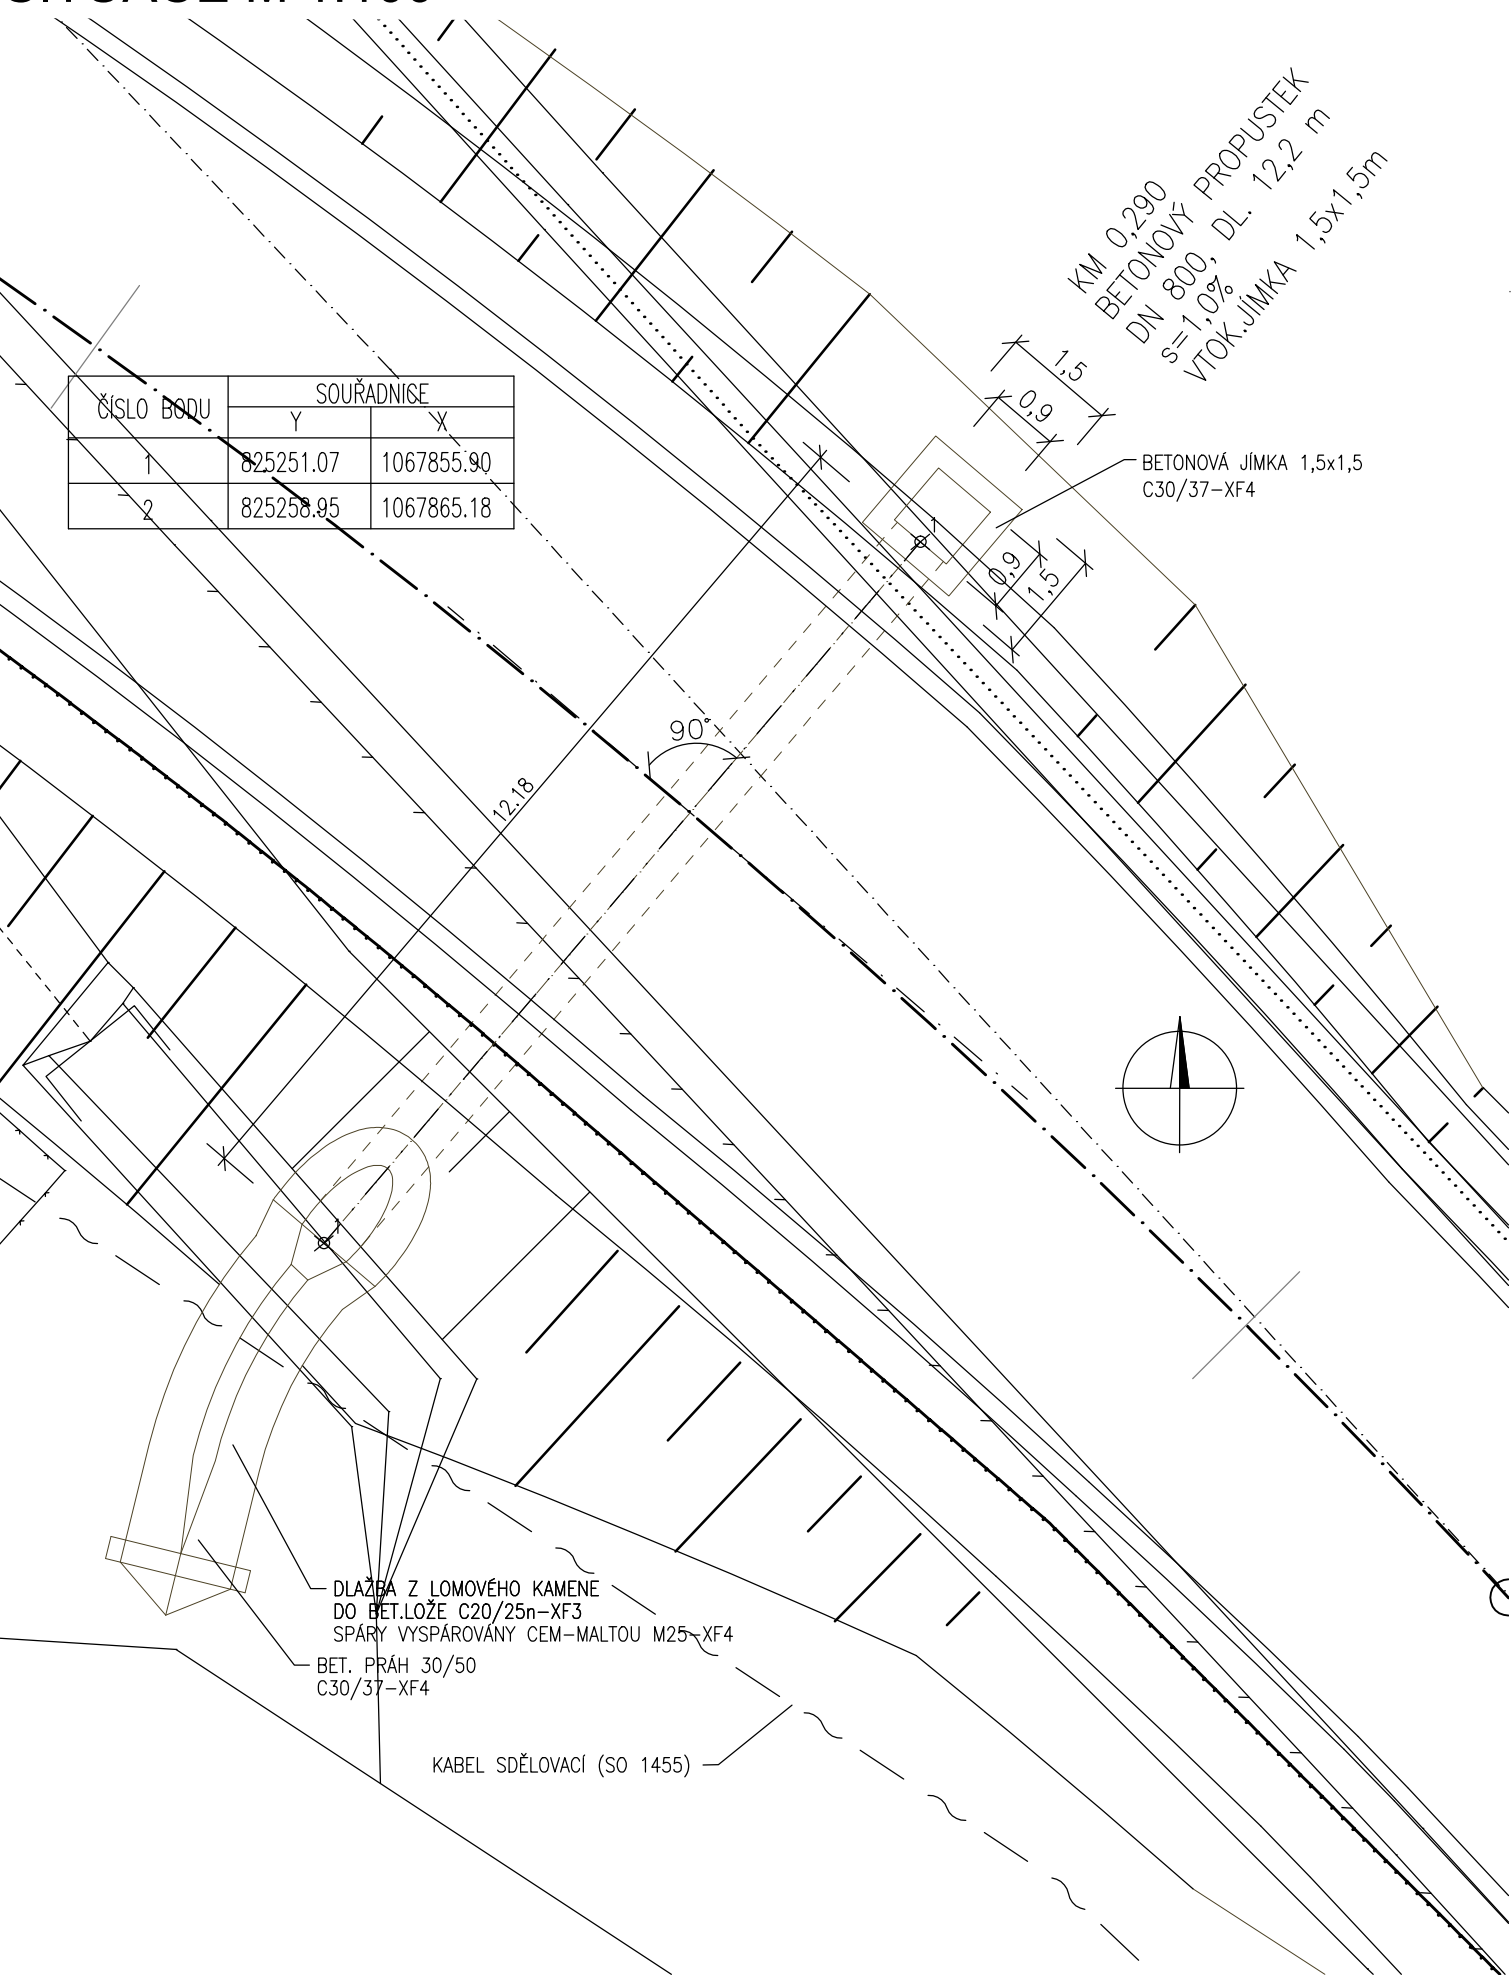 KM 0,290
BETONOVÝ PROPUSTEK
DN 800, DL. 12,2 m
s=1,0%
VTOK.JÍMKA 1,5x1,5m
1,5
0,9
ČÍSLO BODU
SOUŘADNICE
Y
X
1
825251.07
1067855.90
2
825258.95
1067865.18
BETONOVÁ JÍMKA 1,5x1,5
C30/37-XF4
1
0,9
1,5
90°
12.18
1
DLAŽBA Z LOMOVÉHO KAMENE
DO BET.LOŽE C20/25n-XF3
SPÁRY VYSPÁROVÁNY CEM-MALTOU M25-XF4
BET. PRÁH 30/50
C30/37-XF4
KABEL SDĚLOVACÍ (SO 1455)